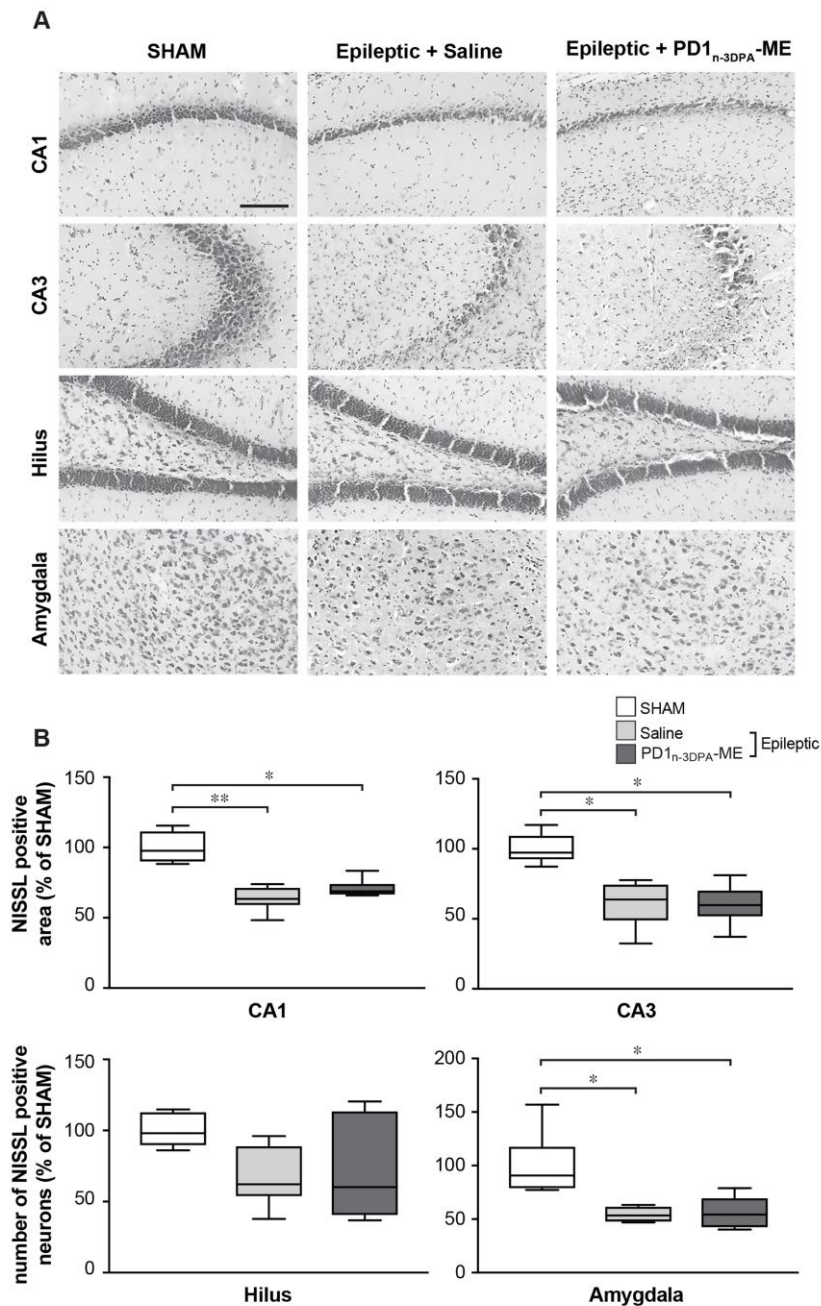 A
SHAM
Epileptic + Saline
Epileptic + PD1n-3DPA-ME
CA1
CA3
Hilus
Amygdala
B
SHAM
Saline
PD1n-3DPA-ME
Epileptic
NISSL positive
area (% of SHAM)
150
100
50
0
*
**
CA1
150
100
50
0
*
*
CA3
number of NISSL positive
neurons (% of SHAM)
150
100
50
0
Hilus
200
150
100
50
0
*
*
Amygdala